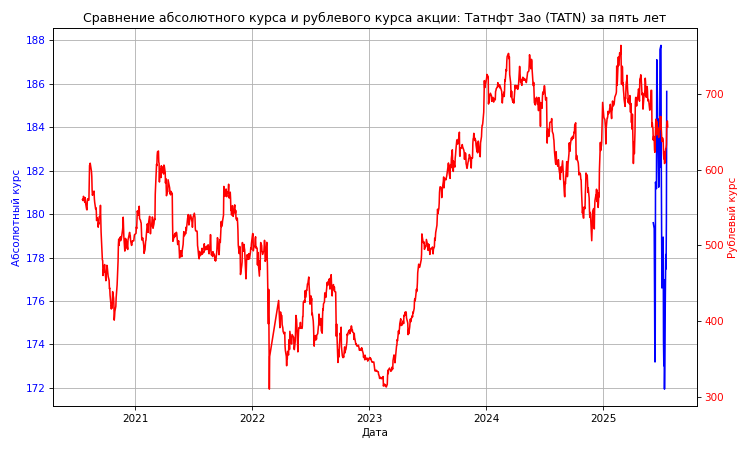 Сравнение абсолютного курса и рублевого курса акции: Татнфт 3ао (TATN) за пять лет
188
186
184
182
180
178
176
174
172
Абсолютный курс
700
600
500
400
300
Рублевый курс
2021 2022 2023 2024 2025
Дата